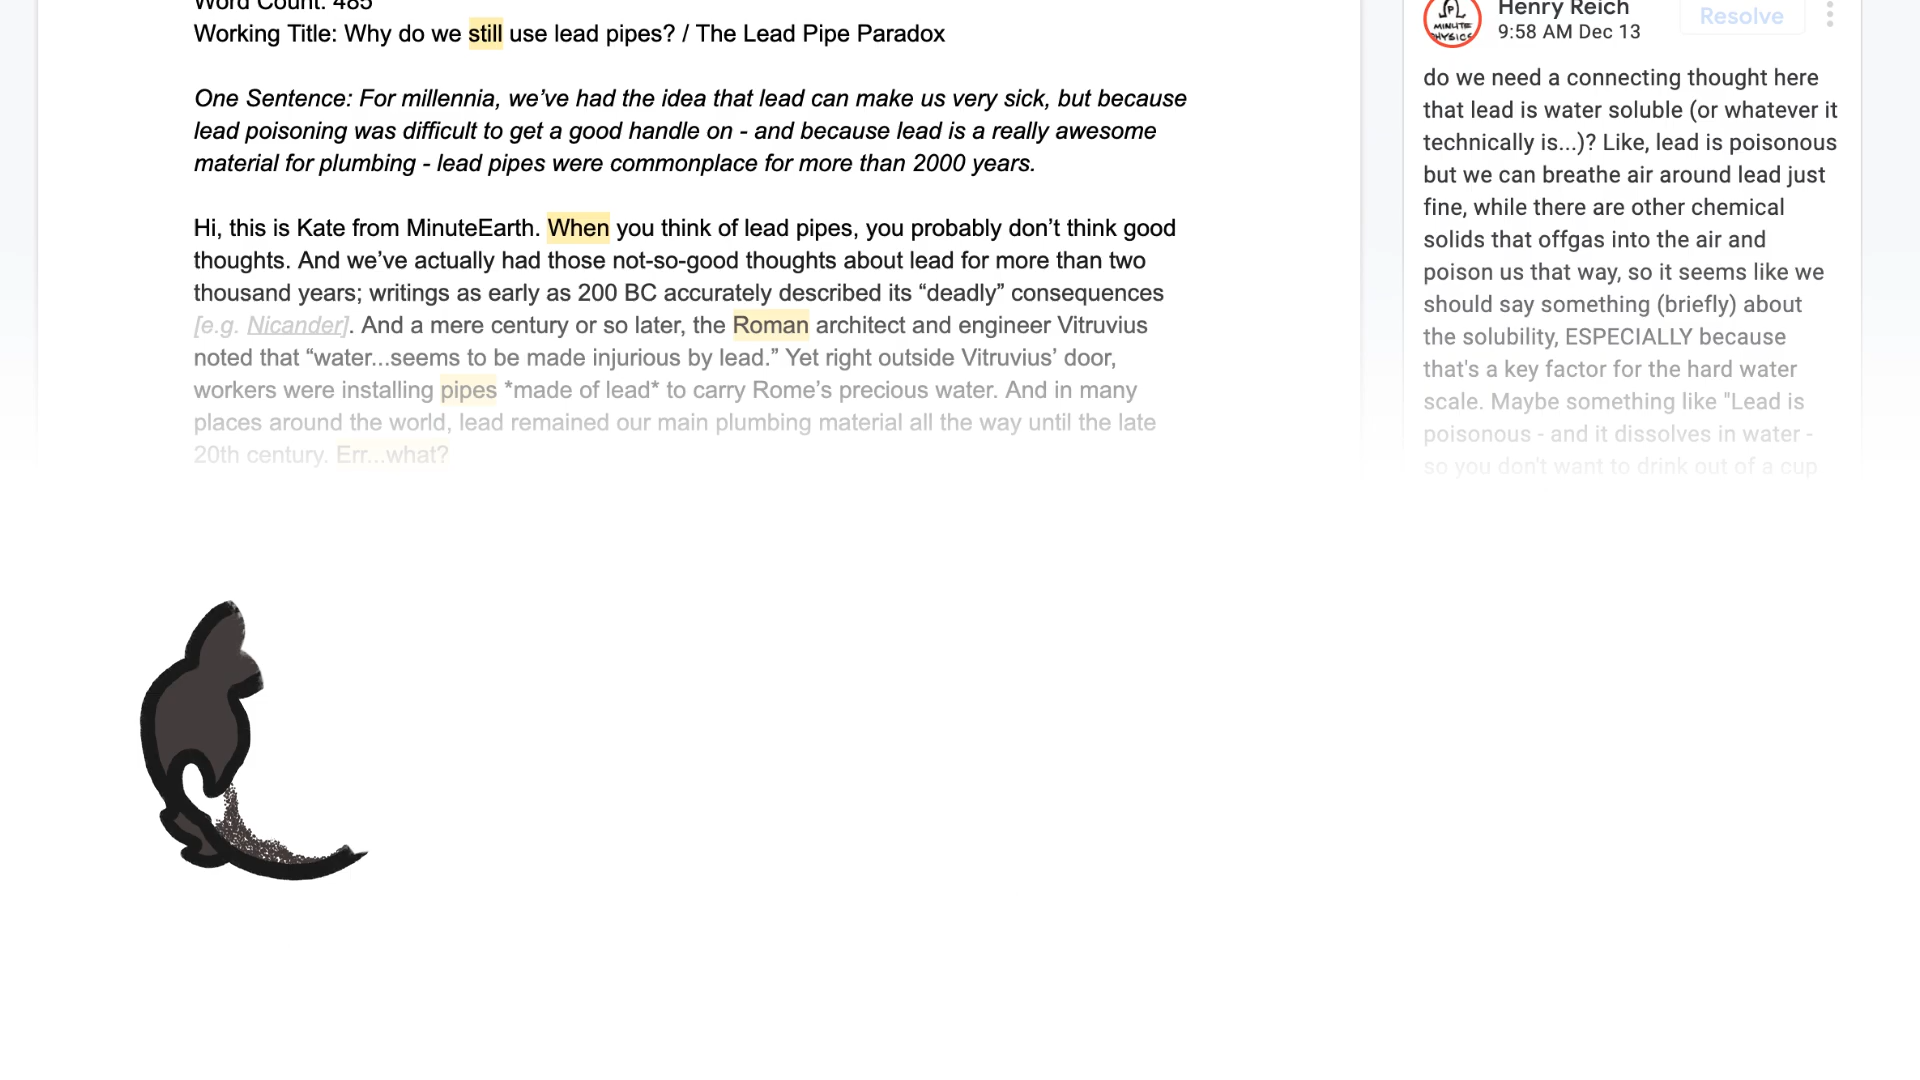 Word Count: 485
Working Title: Why do we still use lead pipes? / The Lead Pipe Paradox
One Sentence: For millennia, we’ve had the idea that lead can make us very sick, but because
lead poisoning was difficult to get a good handle on - and because lead is a really awesome
material for plumbing - lead pipes were commonplace for more than 2000 years.
Hi, this is Kate from MinuteEarth. When you think of lead pipes, you probably don’t think good
thoughts. And we’ve actually had those not-so-good thoughts about lead for more than two
thousand years; writings as early as 200 BC accurately described its “deadly” consequences
[e.g. Nicander]. And a mere century or so later, the Roman architect and engineer Vitruvius
noted that “water...seems to be made injurious by lead.” Yet right outside Vitruvius’ door,
workers were installing pipes *made of lead* to carry Rome’s precious water. And in many
places around the world, lead remained our main plumbing material all the way until the late
20th century. Err...what?
MINUTE
PHYSICS
Henry Reich
9:58 AM Dec 13
Resolve
do we need a connecting thought here
that lead is water soluble (or whatever it
technically is...)? Like, lead is poisonous
but we can breathe air around lead just
fine, while there are other chemical
solids that offgas into the air and
poison us that way, so it seems like we
should say something (briefly) about
the solubility, ESPECIALLY because
that's a key factor for the hard water
scale. Maybe something like "Lead is
poisonous - and it dissolves in water -
so you don't want to drink out of a cup